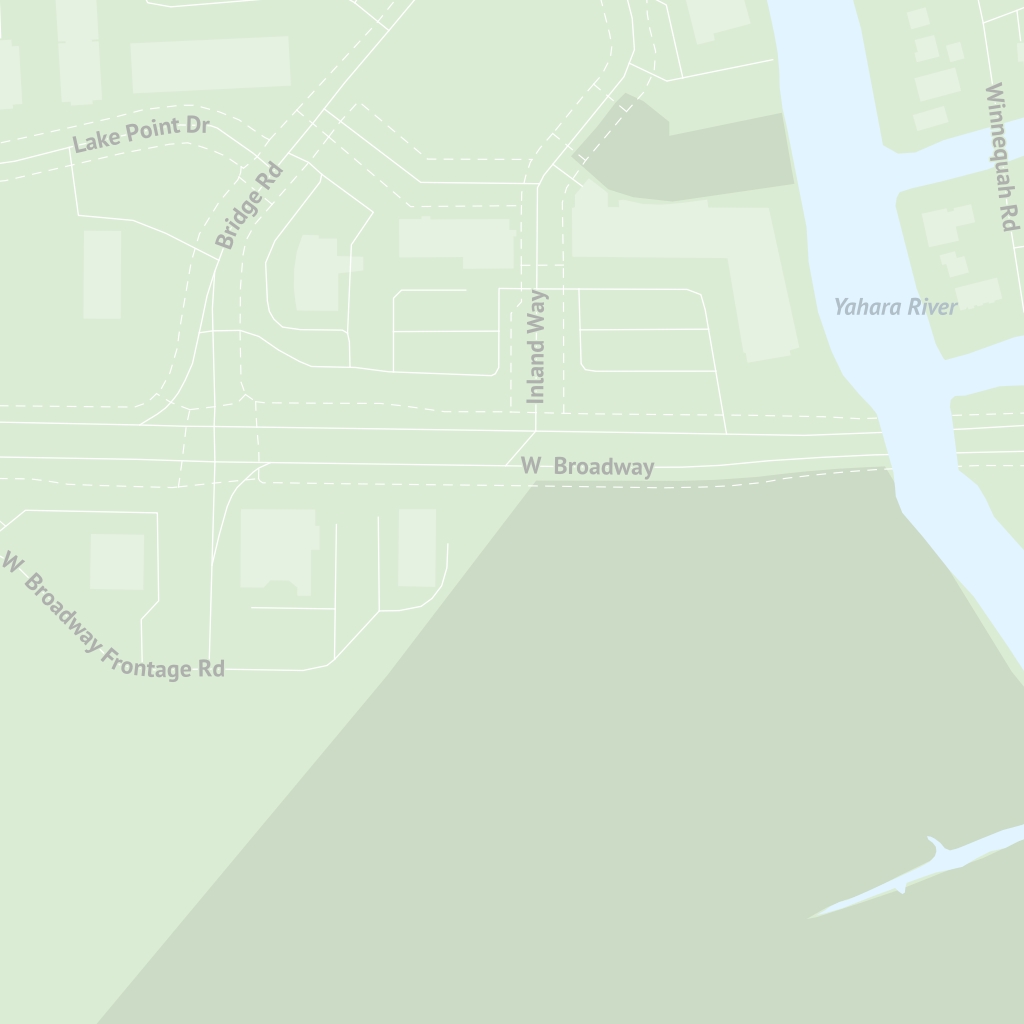 Lake Point Dr
Winnequah Rd
Bridge Rd
Yahara River
Inland Way
W Broadway
W Broadway Frontage Rd